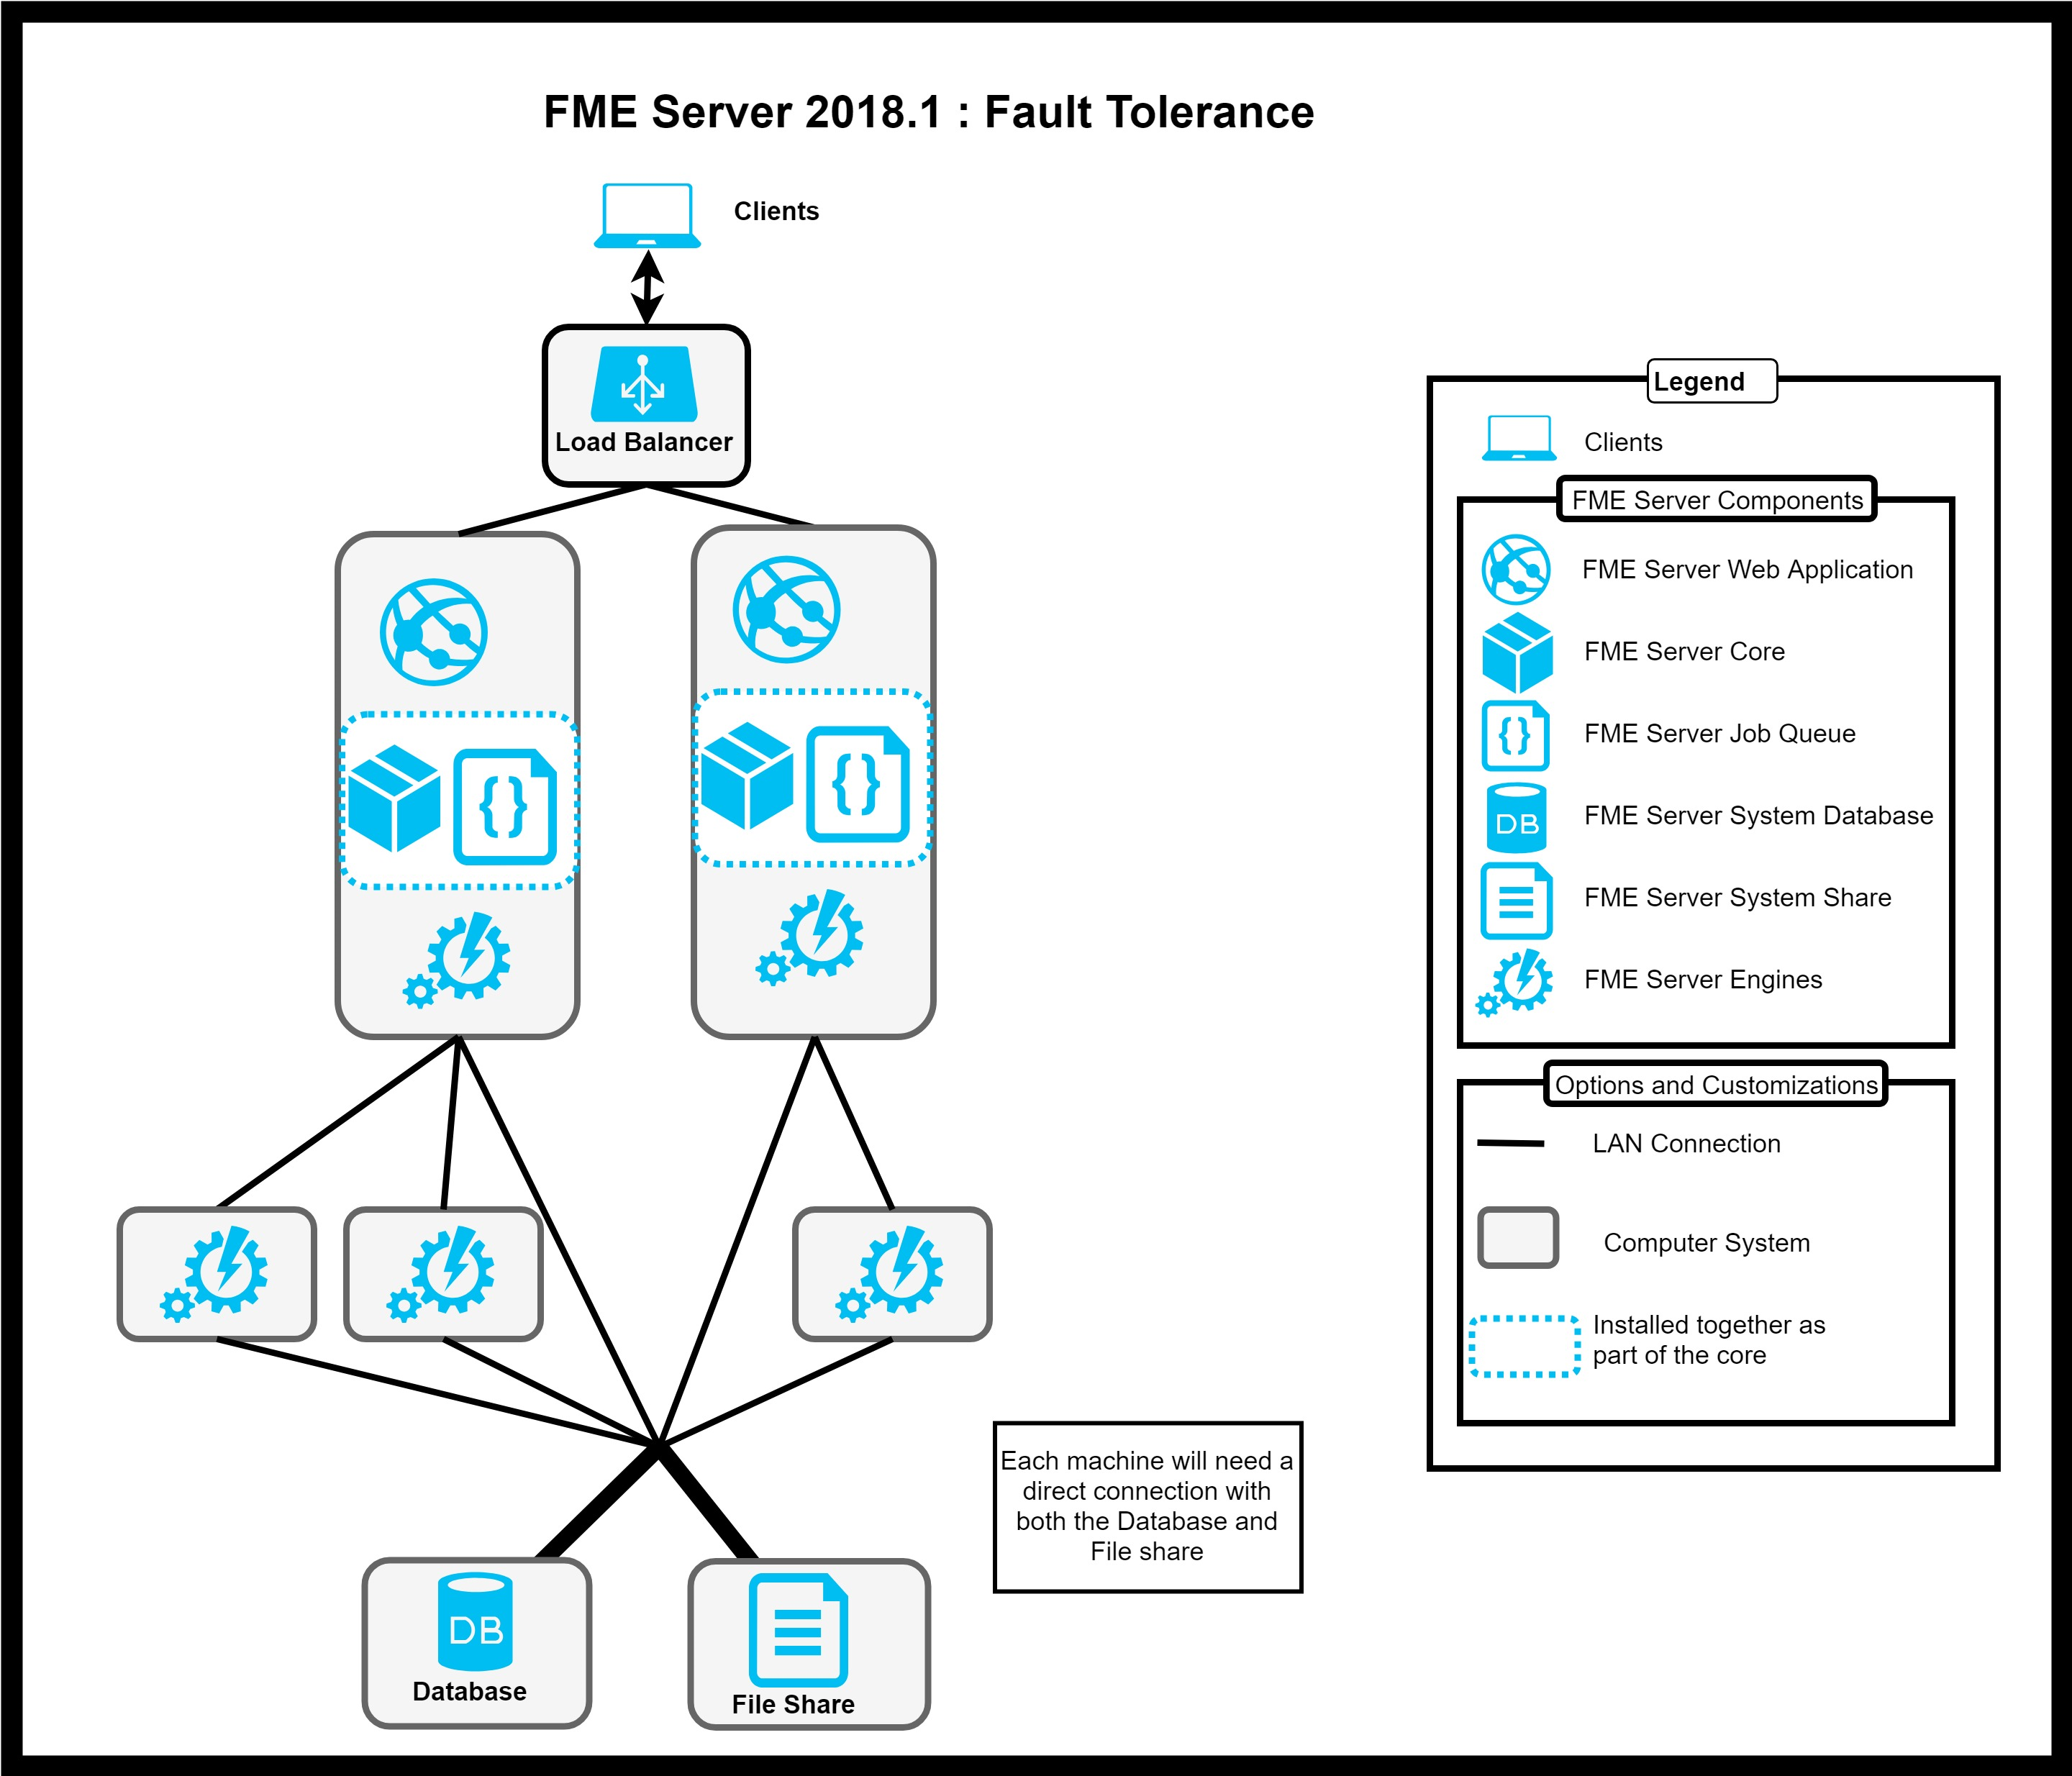 FME Server 2018.1 : Fault Tolerance
Clients
Load Balancer
Each machine will need a
direct connection with
both the Database and
File share
DB
Database
File Share
Legend
Clients
FME Server Components
FME Server Web Application
FME Server Core
{} FME Server Job Queue
DB FME Server System Database
FME Server System Share
FME Server Engines
Options and Customizations
LAN Connection
Computer System
Installed together as
part of the core